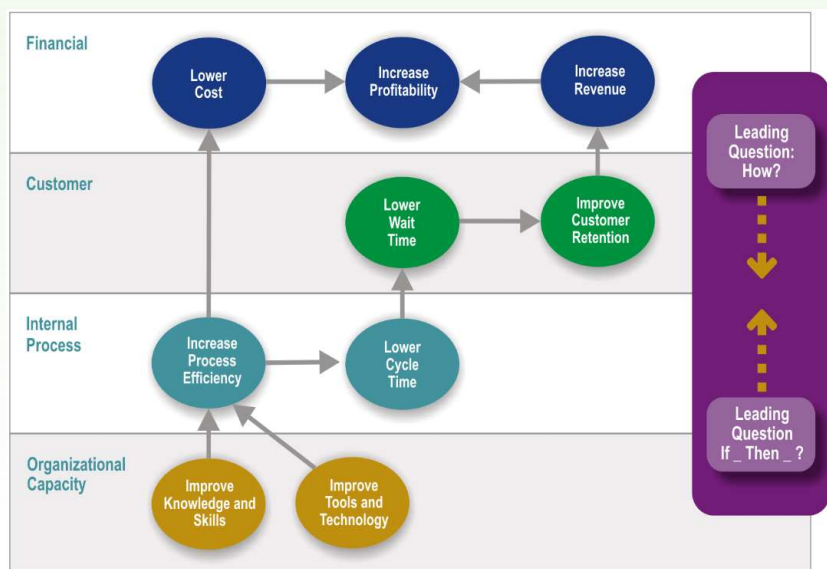 Financial
Lower
Cost
Increase
Profitability
Increase
Revenue
Customer
Lower
Wait
Time
Improve
Customer
Retention
Internal
Process
Increase
Process
Efficiency
Lower
Cycle
Time
Organizational
Capacity
Improve
Knowledge and
Skills
Improve
Tools and
Technology
Leading
Question:
How?
Leading
Question
If _ Then _ ?